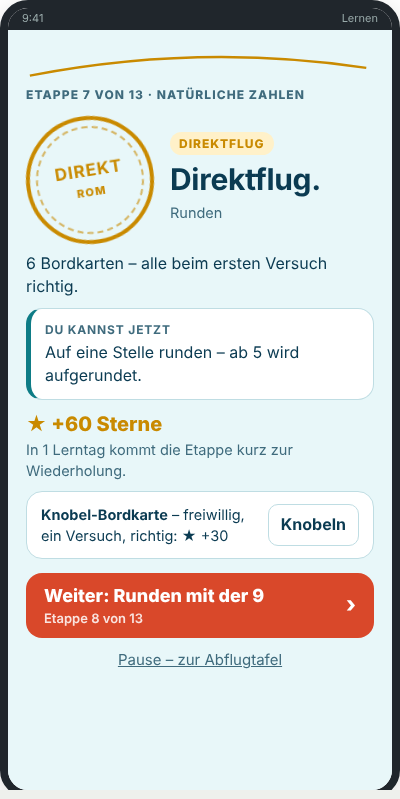 9:41
Lernen
ETAPPE 7 VON 13 · NATÜRLICHE ZAHLEN
DIREKT
ROM
DIREKTFLUG
Direktflug.
Runden
6 Bordkarten – alle beim ersten Versuch
richtig.
DU KANNST JETZT
Auf eine Stelle runden – ab 5 wird
aufgerundet.
★ +60 Sterne
In 1 Lerntag kommt die Etappe kurz zur
Wiederholung.
Knobel-Bordkarte – freiwillig,
ein Versuch, richtig: ★ +30
Knobeln
Weiter: Runden mit der 9
Etappe 8 von 13
›
Pause – zur Abflugtafel